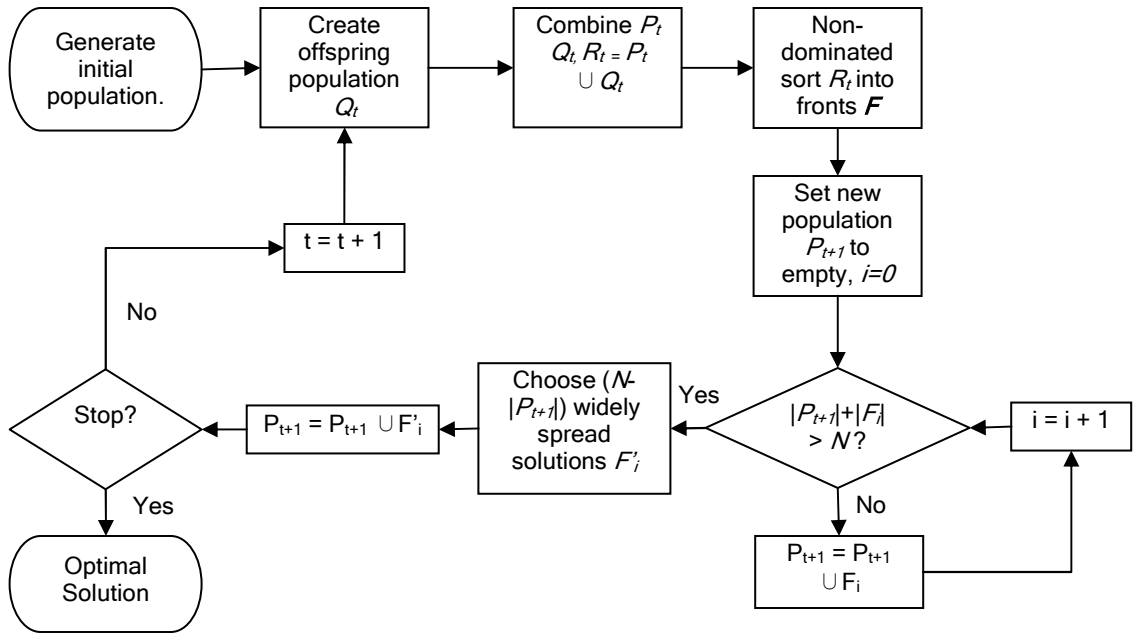 Generate
initial
population.
Create
offspring
population
Qt
Combine Pt
Qt, Rt = Pt
∪ Qt
Non-
dominated
sort Rt into
fronts F
Set new
population
Pt+1 to
empty, i=0
|Pt+1|+|Fi|
> N?
i = i + 1
No
Pt+1 = Pt+1
∪ Fi
Yes
Choose (N-
|Pt+1|) widely
spread
solutions F'i
Pt+1 = Pt+1 ∪ F'i
Stop?
No
t = t + 1
Yes
Optimal
Solution